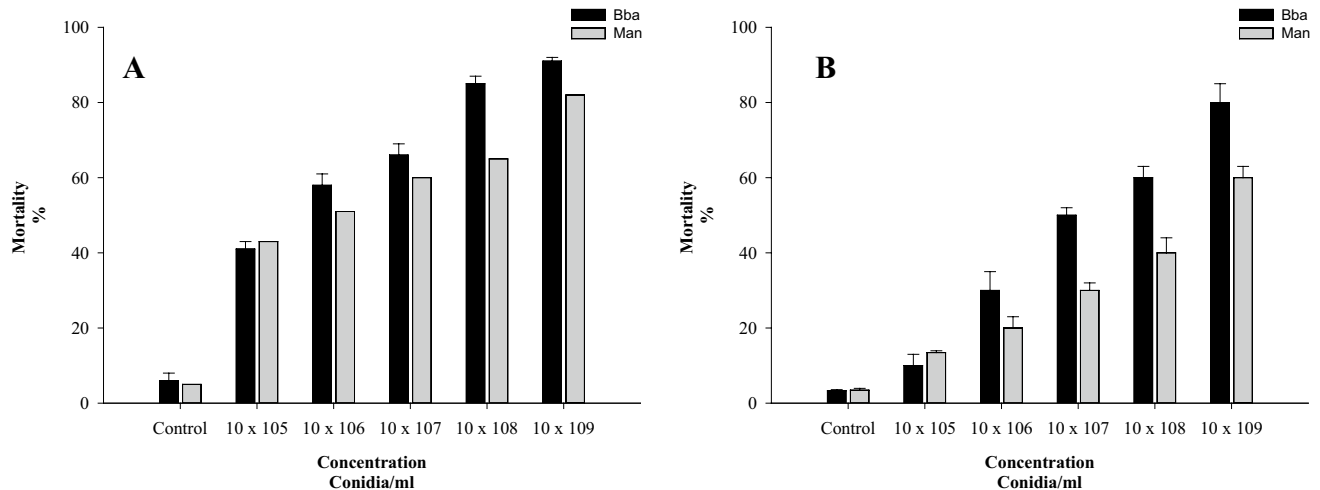 Bba
Man
A
100
80
60
40
20
0
Mortality
%
Control 10 x 105 10 x 106 10 x 107 10 x 108 10 x 109
Concentration
Conidia/ml
Bba
Man
B
100
80
60
40
20
0
Mortality
%
Control 10 x 105 10 x 106 10 x 107 10 x 108 10 x 109
Concentration
Conidia/ml